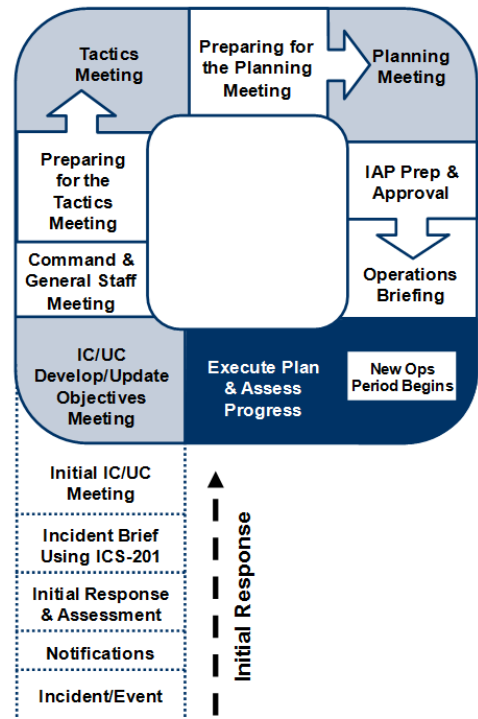 Tactics
Meeting
Preparing for
the Planning
Meeting
Planning
Meeting
Preparing
for the
Tactics
Meeting
IAP Prep &
Approval
Command &
General Staff
Meeting
Operations
Briefing
IC/UC
Develop/Update
Objectives
Meeting
Execute Plan
& Assess
Progress
New Ops
Period Begins
Initial IC/UC
Meeting
Incident Brief
Using ICS-201
Initial Response
& Assessment
Notifications
Incident/Event
Initial Response